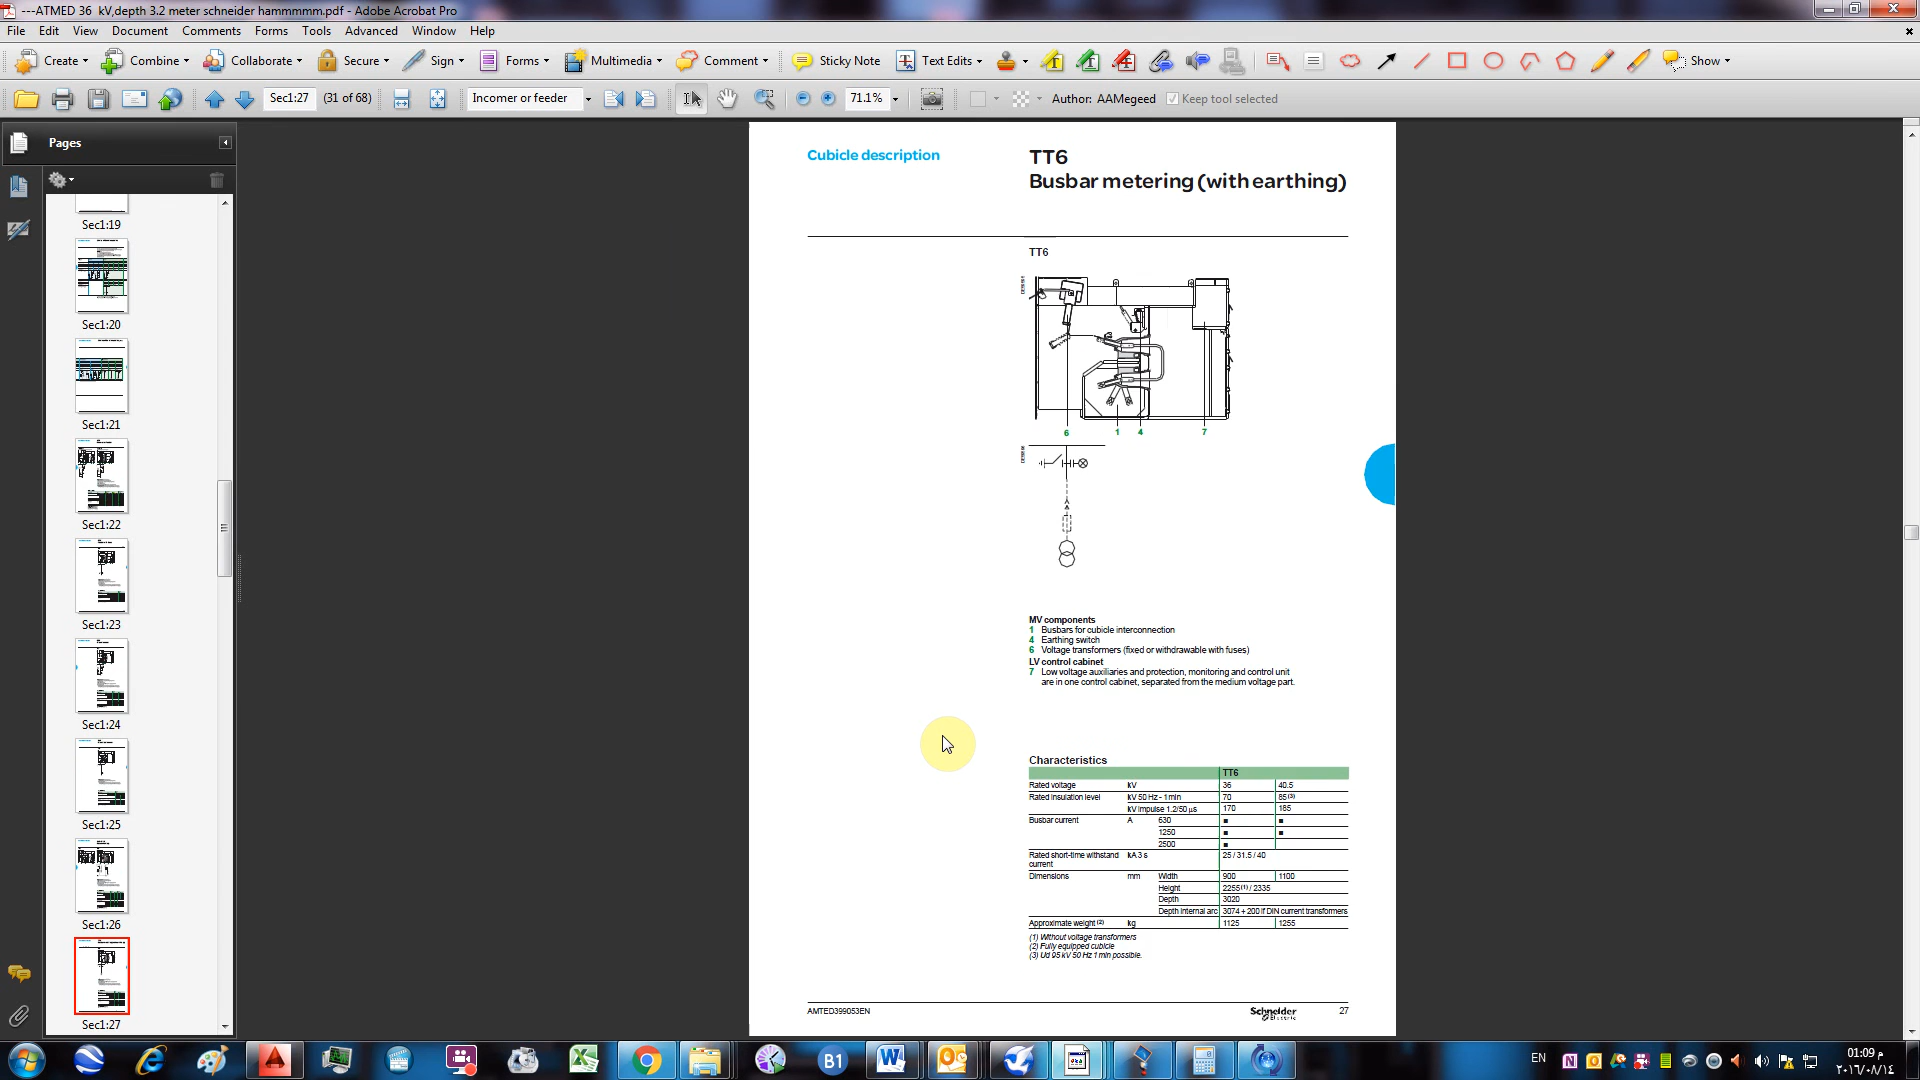 ---ATMED 36  kV,depth 3.2 meter schneider hammmmm.pdf - Adobe Acrobat Pro
File Edit View Document Comments Forms Tools Advanced Window Help
Create Combine Collaborate Secure Sign Forms Multimedia Comment Sticky Note Text Edits Show
Sec1:27 (31 of 68) Incomer or feeder 71.1% Author: AAMegeed Keep tool selected
Pages
Sec1:19
Sec1:20
Sec1:21
Sec1:22
Sec1:23
Sec1:24
Sec1:25
Sec1:26
Sec1:27
Cubicle description
TT6
Busbar metering (with earthing)
TT6
6 1 4 7
MV components
1 Busbars for cubicle interconnection
4 Earthing switch
6 Voltage transformers (fixed or withdrawable with fuses)
LV control cabinet
7 Low voltage auxiliaries and protection, monitoring and control unit
are in one control cabinet, separated from the medium voltage part.
Characteristics
TT6
Rated voltage kV 36 40.5
Rated insulation level kV 50 Hz - 1 min 70 85 (3)
kV impulse 1.2/50 µs 170 185
Busbar current A 630 ■ ■
1250 ■ ■
2500 ■
Rated short-time withstand kA 3 s 25 / 31.5 / 40
current
Dimensions mm Width 900 1100
Height 2255 (1) / 2335
Depth 3020
Depth internal arc 3074 + 200 if DIN current transformers
Approximate weight (2) kg 1125 1255
(1) Without voltage transformers
(2) Fully equipped cubicle
(3) Ud 95 kV 50 Hz 1 min possible.
AMTED399053EN Schneider Electric 27
B1 EN 01:09 م
٢٠١٦/٠٨/١٤